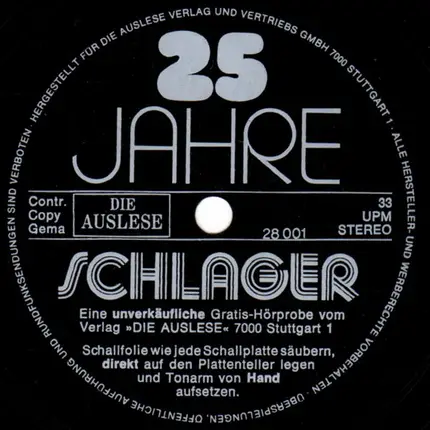 HERGESTELLT FÜR DIE AUSLESE VERLAG UND VERTRIEBS GMBH 7000 STUTTGART 1 · ALLE HERSTELLER- UND WERBERECHTE VORBEHALTEN · ÜBERSPIELUNGEN, ÖFFENTLICHE AUFFÜHRUNG UND RUNDFUNKSENDUNGEN SIND VERBOTEN ·
25
JAHRE
Contr.
Copy
Gema
DIE
AUSLESE
28 001
33
UPM
STEREO
SCHLAGER
Eine unverkäufliche Gratis-Hörprobe vom
Verlag »DIE AUSLESE« 7000 Stuttgart 1
Schallfolie wie jede Schallplatte säubern,
direkt auf den Plattenteller legen
und Tonarm von Hand
aufsetzen.